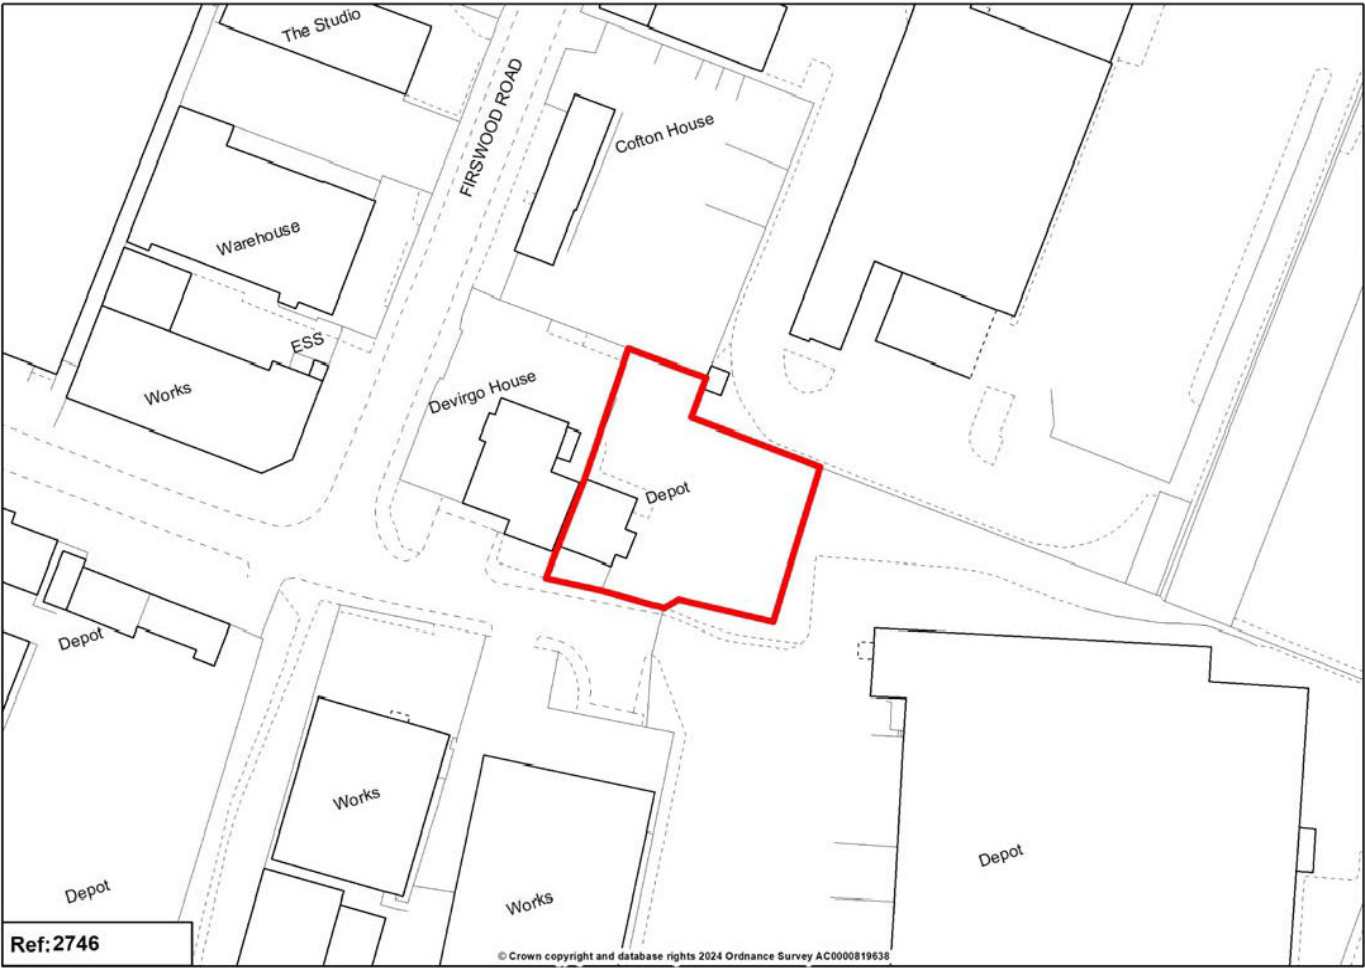 The Studio
FIRSWOOD ROAD
Cofton House
Warehouse
ESS
Works
Devirgo House
Depot
Depot
Works
Depot
Depot
Works
Ref:2746
© Crown copyright and database rights 2024 Ordnance Survey AC0000819638